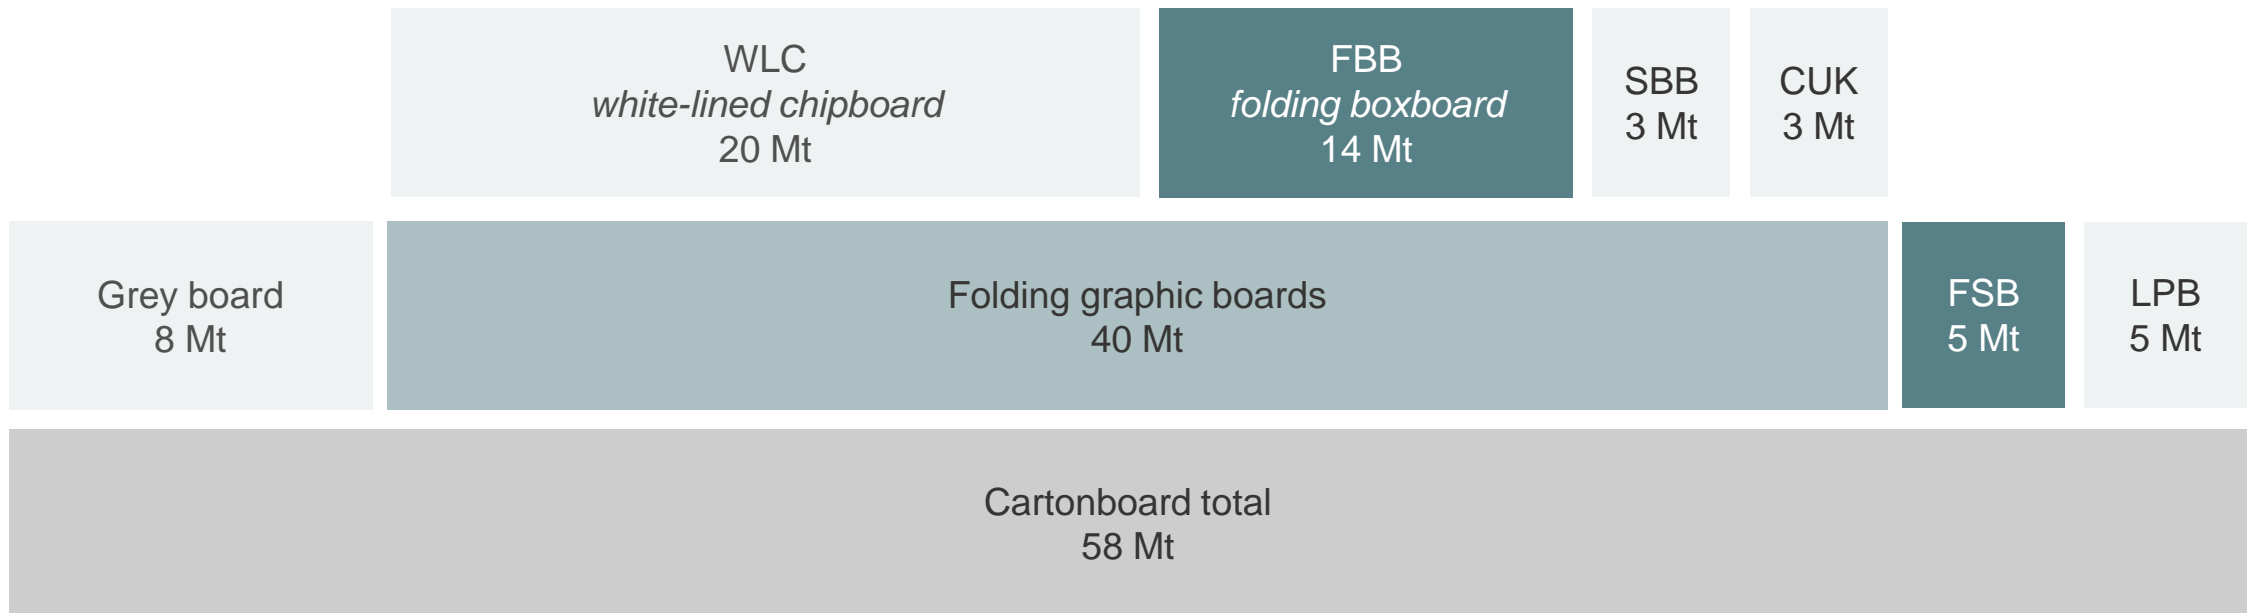 WLC
white-lined chipboard
20 Mt
FBB
folding boxboard
14 Mt
SBB
3 Mt
CUK
3 Mt
Grey board
8 Mt
Folding graphic boards
40 Mt
FSB
5 Mt
LPB
5 Mt
Cartonboard total
58 Mt